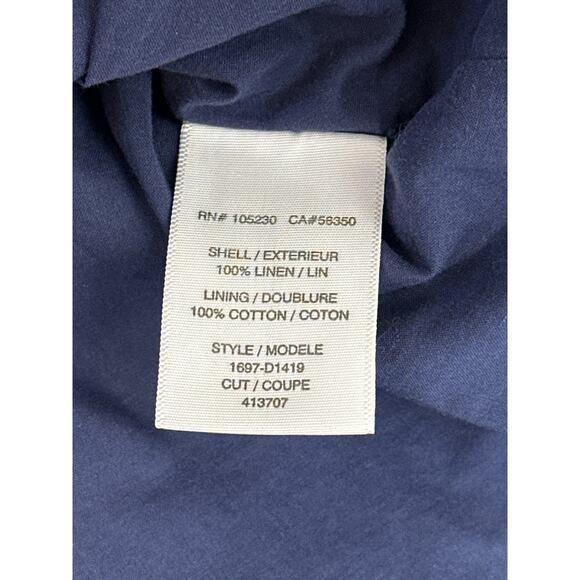 RN# 105230 CA#56350
SHELL / EXTERIEUR
100% LINEN / LIN
LINING / DOUBLURE
100% COTTON / COTON
STYLE / MODELE
1697-D1419
CUT / COUPE
413707